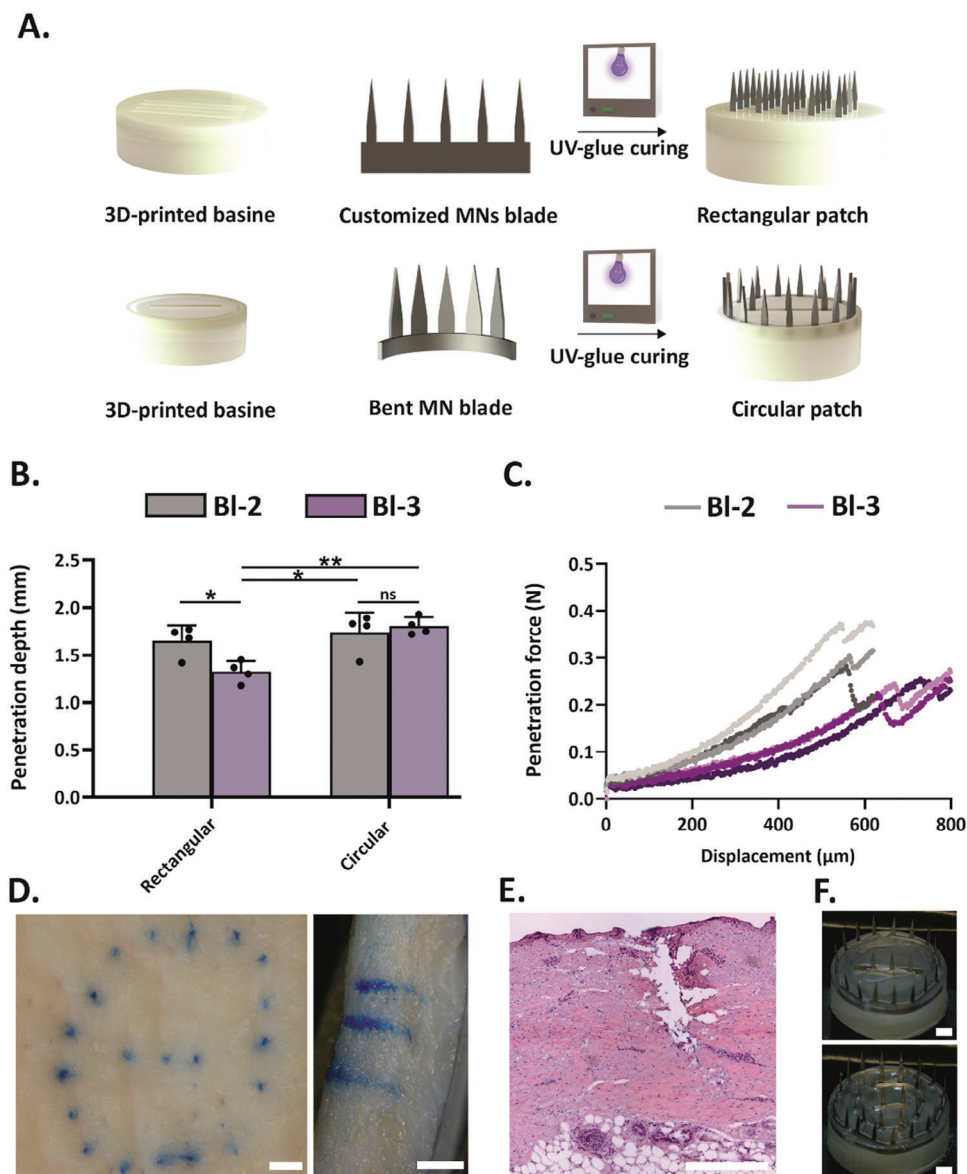 A.
UV-glue curing
3D-printed basine
Customized MNs blade
Rectangular patch
UV-glue curing
3D-printed basine
Bent MN blade
Circular patch
B.
Bl-2 Bl-3
Penetration depth (mm)
2.5
2.0
1.5
1.0
0.5
0.0
*
*
**
ns
Rectangular
Circular
C.
Bl-2 Bl-3
Penetration force (N)
0.5
0.4
0.3
0.2
0.1
0.0
0 200 400 600 800
Displacement (μm)
D.
E.
F.